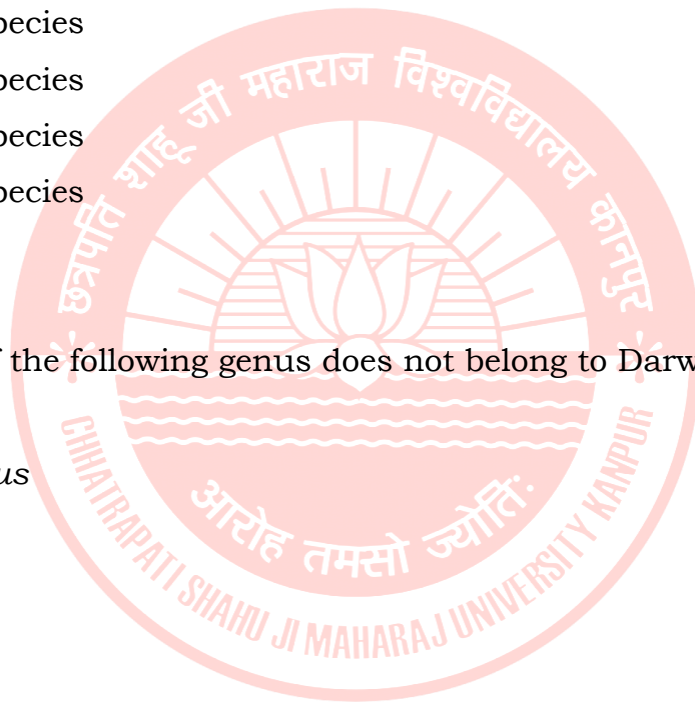 pecies
pecies
pecies
pecies
छत्रपति शाहू जी महाराज विश्वविद्यालय कानपुर
f the following genus does not belong to Darw
us
आरोह तमसो ज्योतिः
CHHATRAPATI SHAHU JI MAHARAJ UNIVERSITY KANPUR